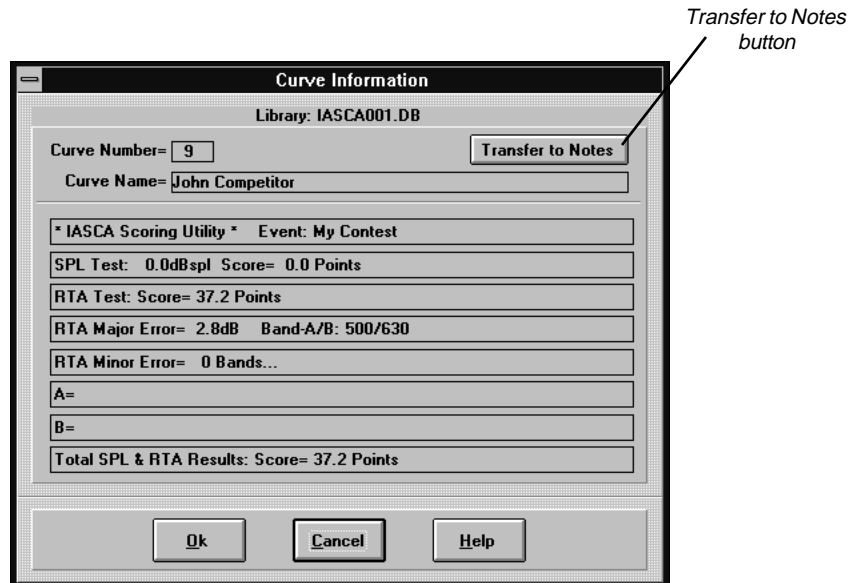 Transfer to Notes
button
Curve Information
Library: IASCA001.DB
Curve Number= 9
Transfer to Notes
Curve Name= John Competitor
* IASCA Scoring Utility * Event: My Contest
SPL Test: 0.0dBspl Score= 0.0 Points
RTA Test: Score= 37.2 Points
RTA Major Error= 2.8dB Band-A/B: 500/630
RTA Minor Error= 0 Bands...
A=
B=
Total SPL & RTA Results: Score= 37.2 Points
Ok
Cancel
Help